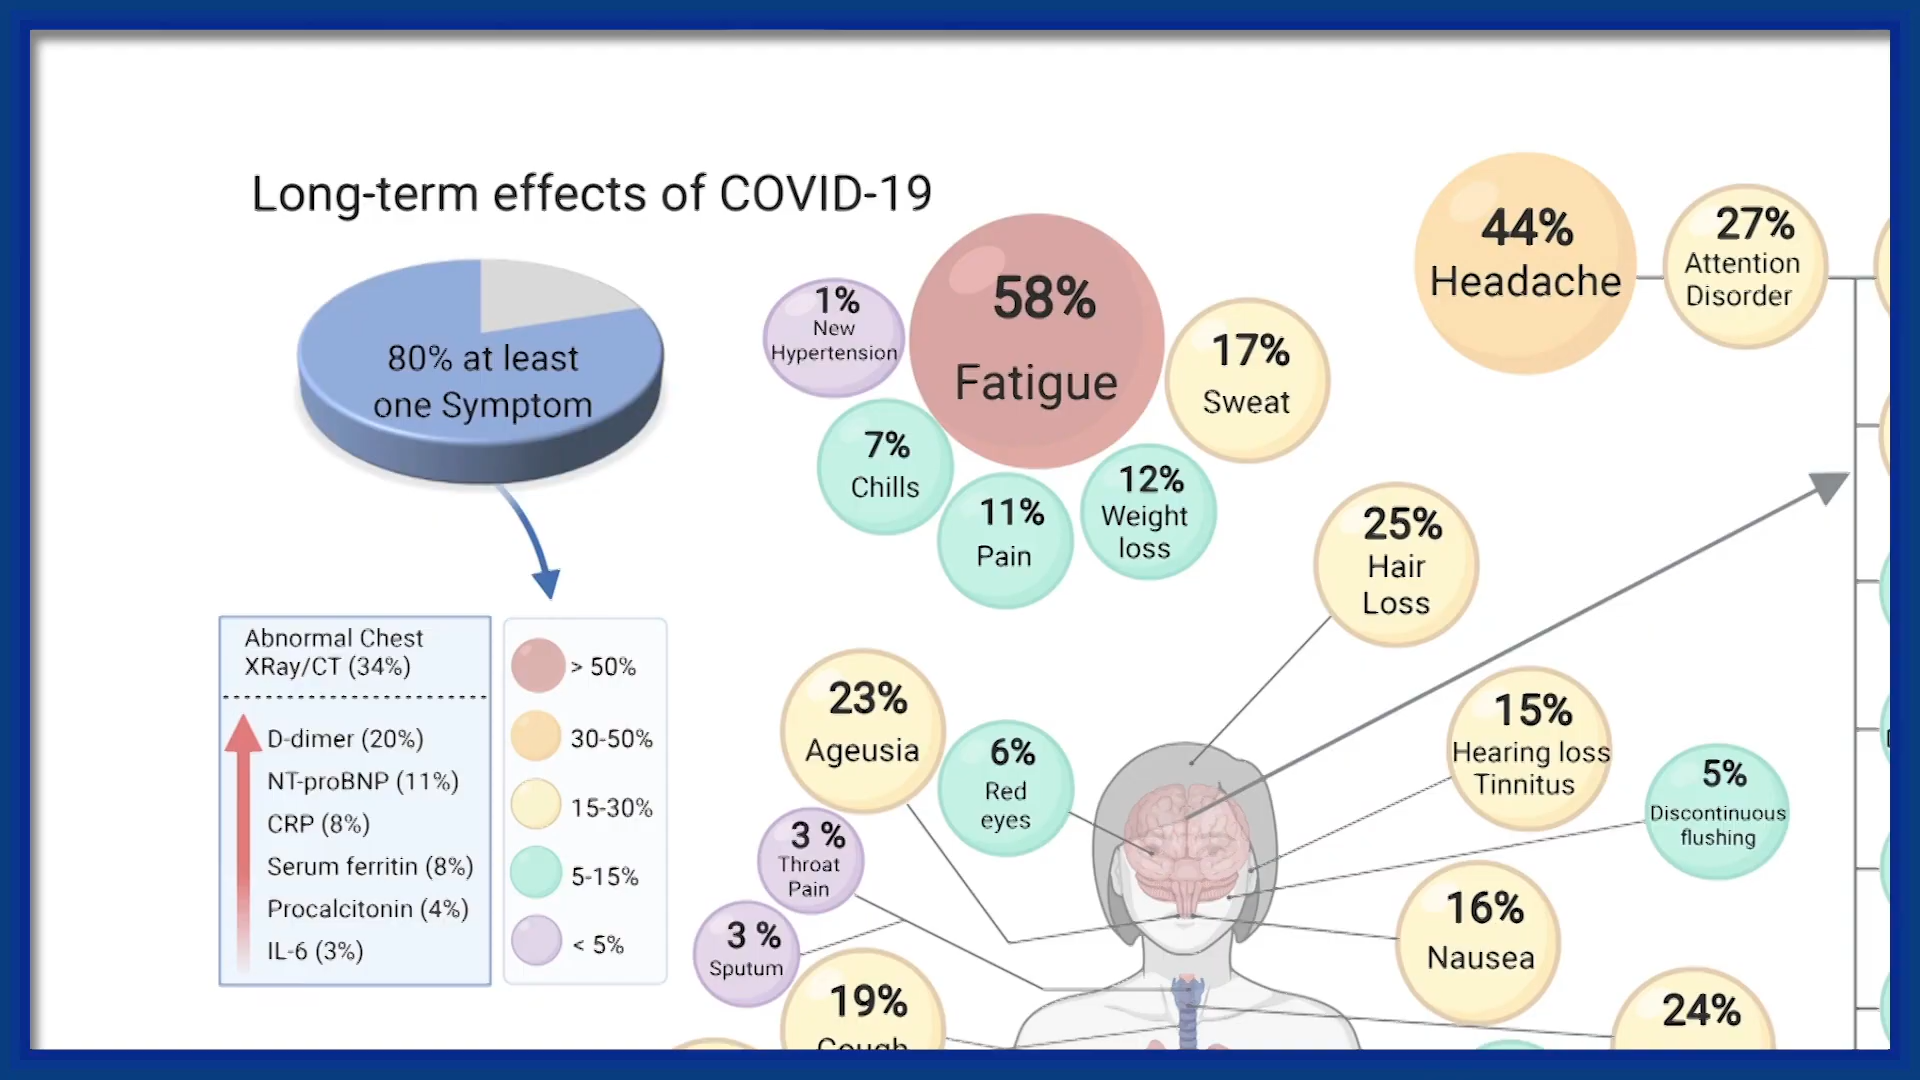 Long-term effects of COVID-19
80% at least
one Symptom
Abnormal Chest
XRay/CT (34%)
D-dimer (20%)
NT-proBNP (11%)
CRP (8%)
Serum ferritin (8%)
Procalcitonin (4%)
IL-6 (3%)
> 50%
30-50%
15-30%
5-15%
< 5%
1%
New
Hypertension
58%
Fatigue
17%
Sweat
7%
Chills
11%
Pain
12%
Weight
loss
44%
Headache
27%
Attention
Disorder
25%
Hair
Loss
23%
Ageusia
6%
Red
eyes
3 %
Throat
Pain
3 %
Sputum
19%
Cough
15%
Hearing loss
Tinnitus
5%
Discontinuous
flushing
16%
Nausea
24%